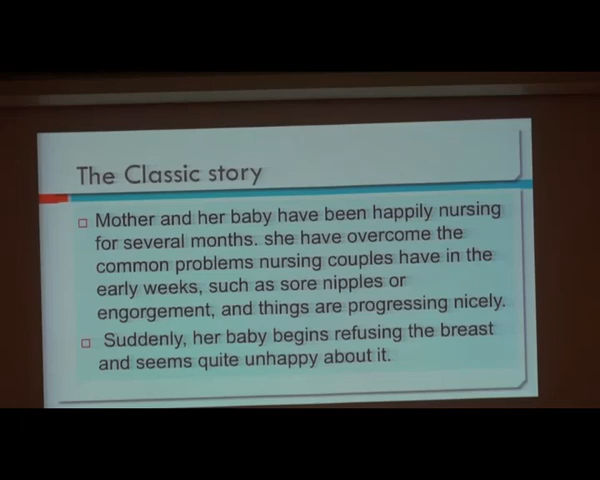 The Classic story
Mother and her baby have been happily nursing
for several months. she have overcome the
common problems nursing couples have in the
early weeks, such as sore nipples or
engorgement, and things are progressing nicely.
Suddenly, her baby begins refusing the breast
and seems quite unhappy about it.